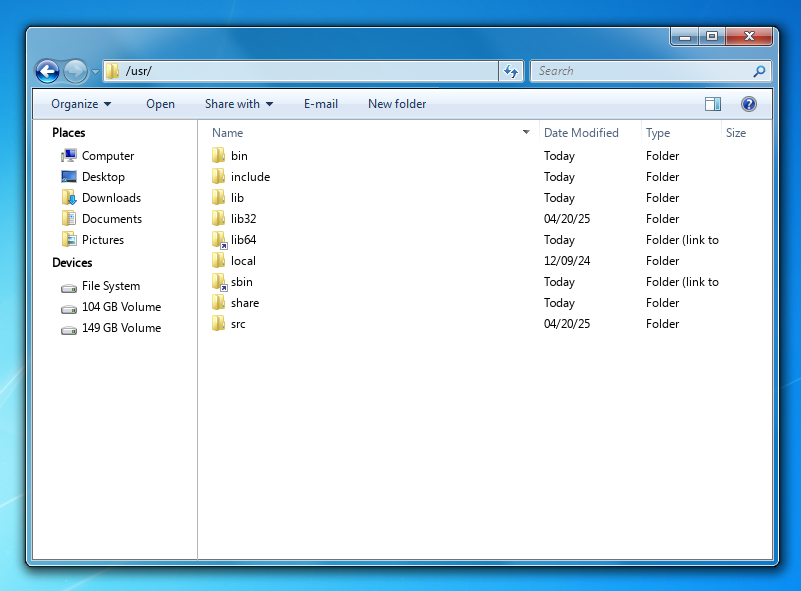 /usr/
Search
Organize Open Share with E-mail New folder
Places
Computer
Desktop
Downloads
Documents
Pictures
Devices
File System
104 GB Volume
149 GB Volume
Name Date Modified Type Size
bin Today Folder
include Today Folder
lib Today Folder
lib32 04/20/25 Folder
lib64 Today Folder (link to
local 12/09/24 Folder
sbin Today Folder (link to
share Today Folder
src 04/20/25 Folder